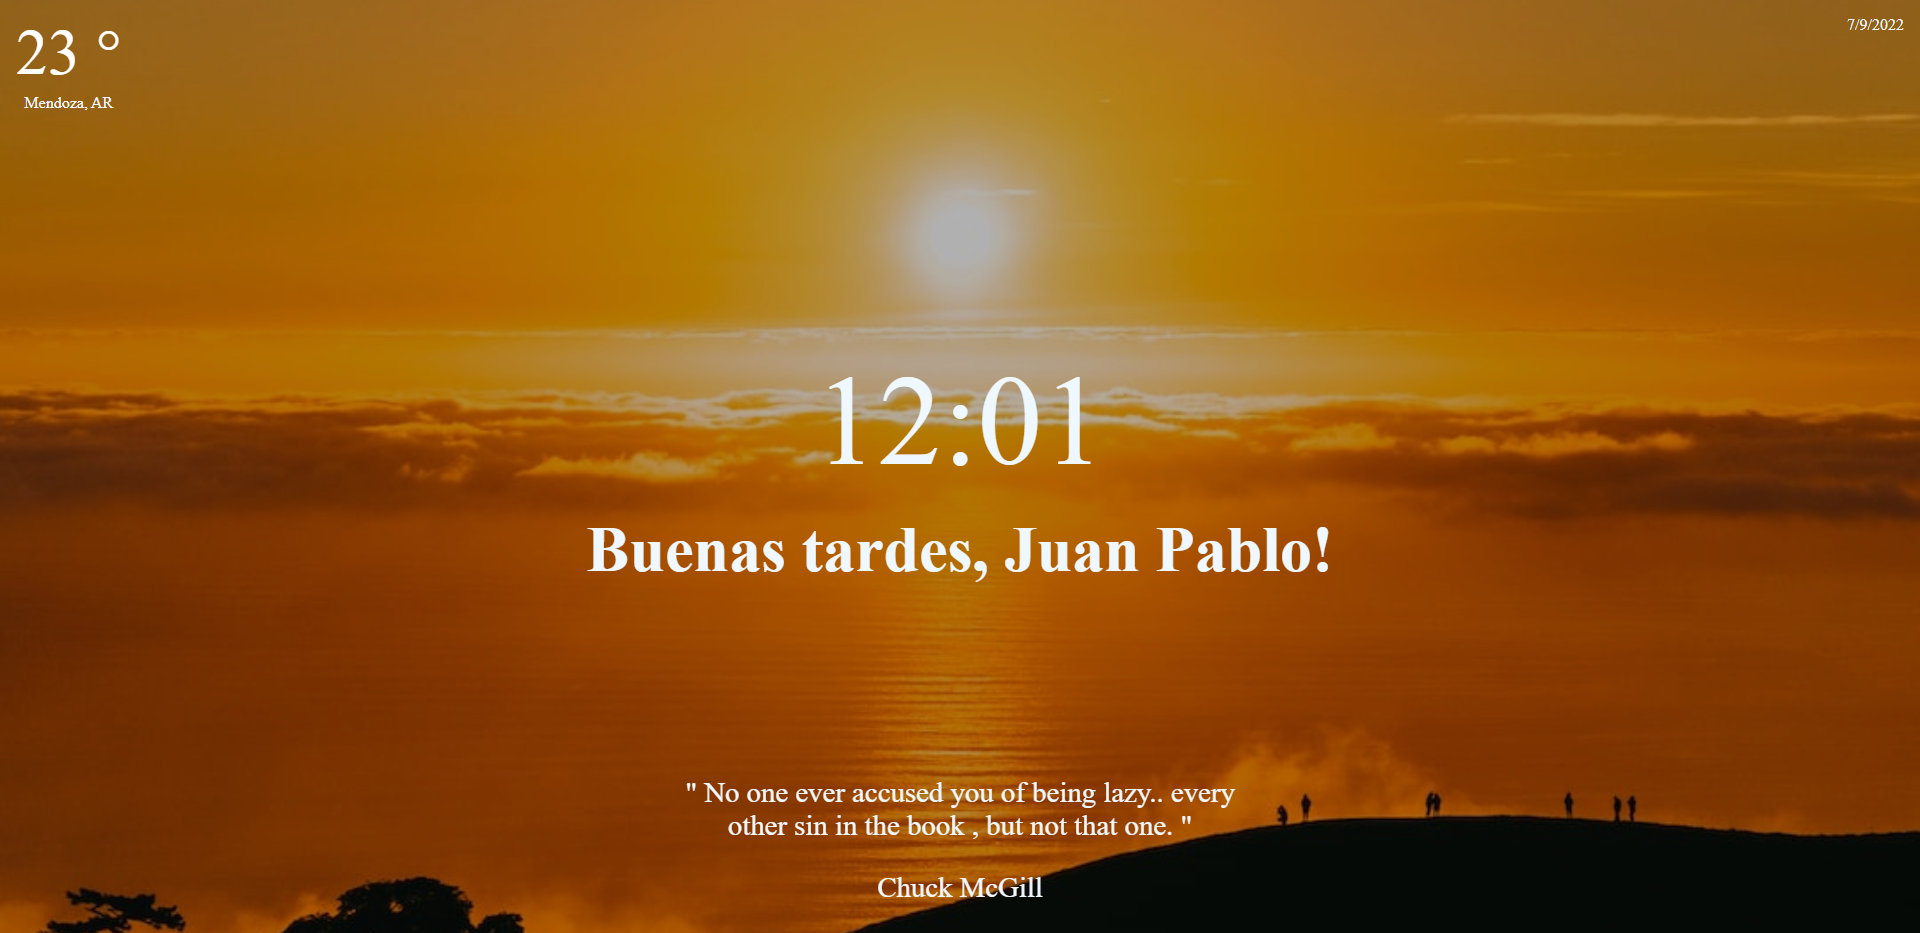 23 °
Mendoza, AR
7/9/2022
12:01
Buenas tardes, Juan Pablo!
" No one ever accused you of being lazy.. every
other sin in the book , but not that one. "
Chuck McGill